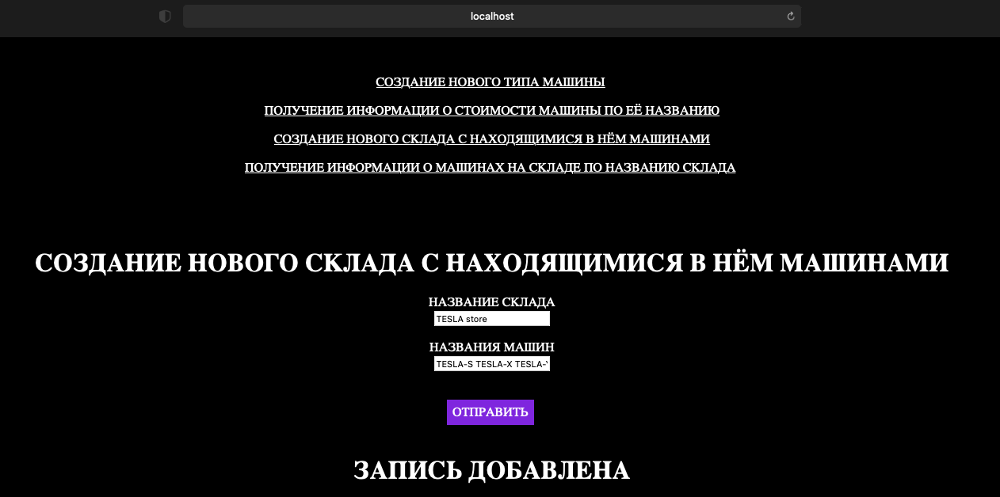 localhost
СОЗДАНИЕ НОВОГО ТИПА МАШИНЫ
ПОЛУЧЕНИЕ ИНФОРМАЦИИ О СТОИМОСТИ МАШИНЫ ПО ЕЁ НАЗВАНИЮ
СОЗДАНИЕ НОВОГО СКЛАДА С НАХОДЯЩИМИСЯ В НЁМ МАШИНАМИ
ПОЛУЧЕНИЕ ИНФОРМАЦИИ О МАШИНАХ НА СКЛАДЕ ПО НАЗВАНИЮ СКЛАДА
СОЗДАНИЕ НОВОГО СКЛАДА С НАХОДЯЩИМИСЯ В НЁМ МАШИНАМИ
НАЗВАНИЕ СКЛАДА
TESLA store
НАЗВАНИЯ МАШИН
TESLA-S TESLA-X TESLA-
ОТПРАВИТЬ
ЗАПИСЬ ДОБАВЛЕНА